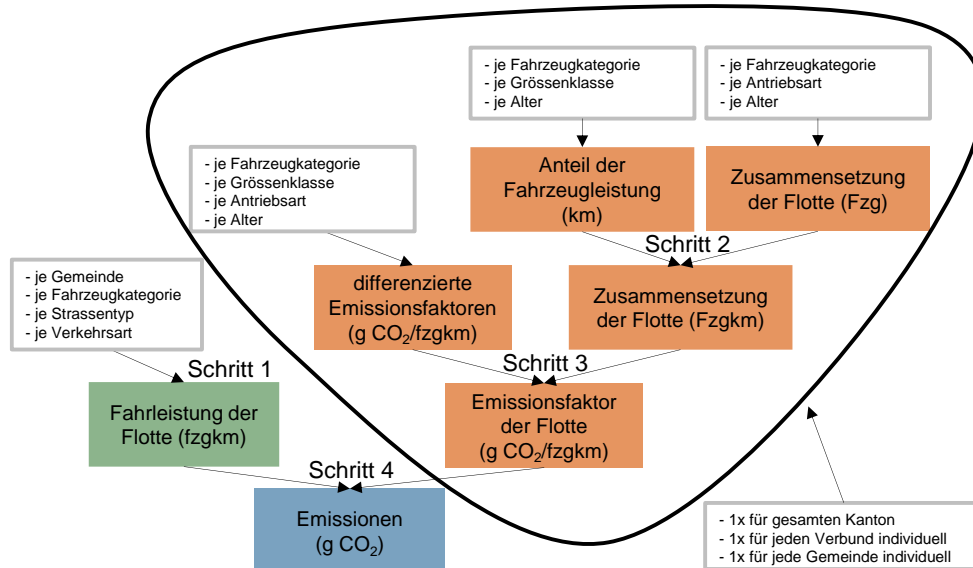 - je Fahrzeugkategorie
- je Grössenklasse
- je Alter
- je Fahrzeugkategorie
- je Antriebsart
- je Alter
- je Fahrzeugkategorie
- je Grössenklasse
- je Antriebsart
- je Alter
Anteil der
Fahrzeugleistung
(km)
Zusammensetzung
der Flotte (Fzg)
Schritt 2
- je Gemeinde
- je Fahrzeugkategorie
- je Strassentyp
- je Verkehrsart
differenzierte
Emissionsfaktoren
(g CO₂/fzgkm)
Zusammensetzung
der Flotte (Fzgkm)
Schritt 1
Schritt 3
Fahrleistung der
Flotte (fzgkm)
Emissionsfaktor
der Flotte
(g CO₂/fzgkm)
Schritt 4
Emissionen
(g CO₂)
- 1x für gesamten Kanton
- 1x für jeden Verbund individuell
- 1x für jede Gemeinde individuell